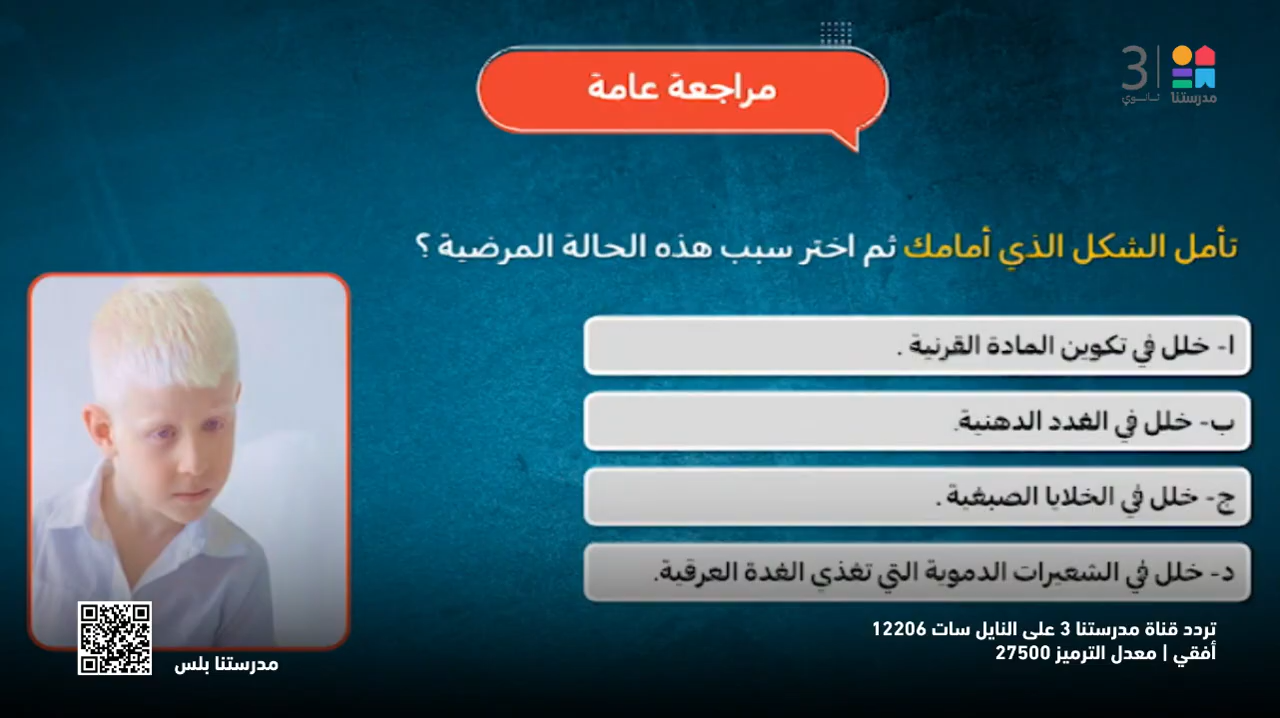 مراجعة عامة
3 ثانوي
مدرستنا
تأمل الشكل الذي أمامك ثم اختر سبب هذه الحالة المرضية ؟
ا- خلل في تكوين المادة القرنية .
ب- خلل في الغدد الدهنية.
ج- خلل في الخلايا الصبغية .
د- خلل في الشعيرات الدموية التي تغذي الغدة العرقية.
تردد قناة مدرستنا 3 على النايل سات 12206
أفقي | معدل الترميز 27500
مدرستنا بلس